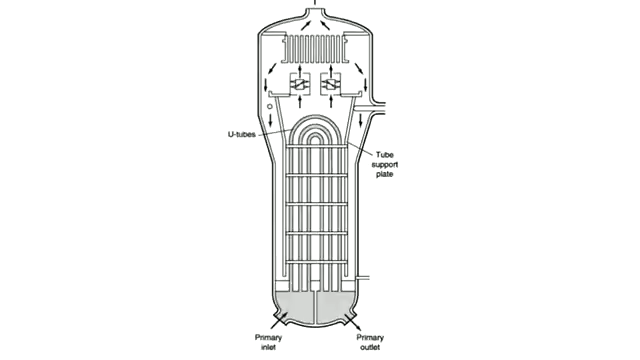 U-tubes
Tube
support
plate
Primary
inlet
Primary
outlet